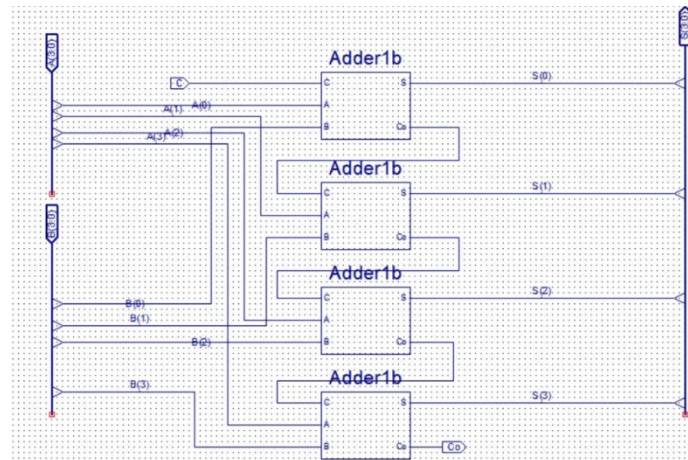 A(3:0)
S(3:0)
Adder1b
C
C
S
S(0)
A(0)
A
A(1)
B
Co
A(2)
A(3)
Adder1b
C
S
S(1)
B(3:0)
A
B
Co
Adder1b
C
S
S(2)
B(0)
B(1)
A
B(2)
B
Co
Adder1b
B(3)
C
S
S(3)
A
B
Co
Co